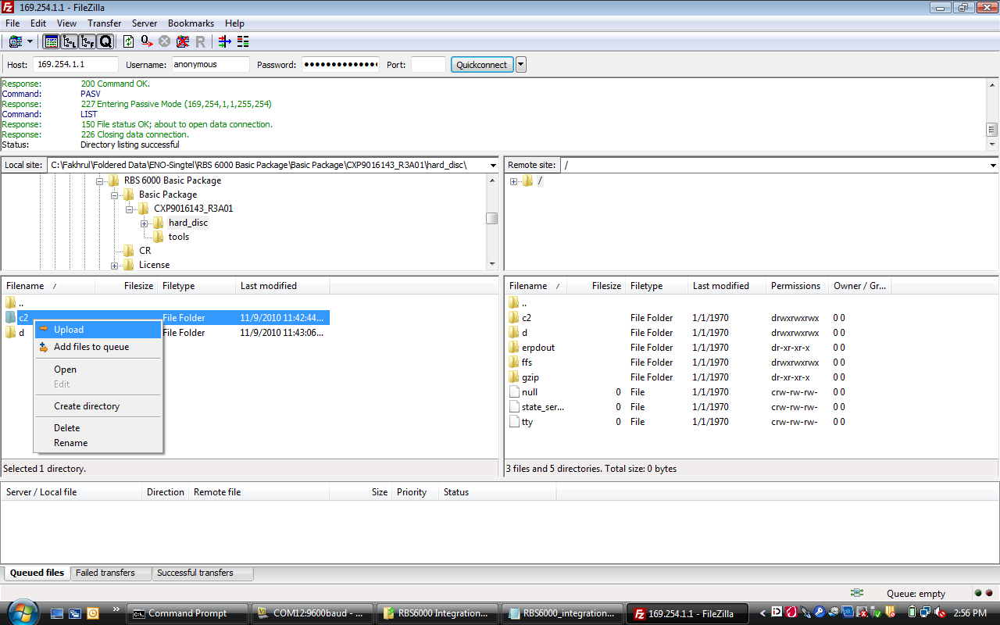 169.254.1.1 - FileZilla
File Edit View Transfer Server Bookmarks Help
Host: 169.254.1.1 Username: anonymous Password: ●●●●●●●●●●●●●● Port: Quickconnect
Response: 200 Command OK.
Command: PASV
Response: 227 Entering Passive Mode (169,254,1,1,255,254)
Command: LIST
Response: 150 File status OK; about to open data connection.
Response: 226 Closing data connection.
Status: Directory listing successful
Local site: C:\Fakhrul\Foldered Data\ENO-Singtel\RBS 6000 Basic Package\Basic Package\CXP9016143_R3A01\hard_disc\
RBS 6000 Basic Package
Basic Package
CXP9016143_R3A01
hard_disc
tools
CR
License
Remote site: /
/
Filename / Filesize Filetype Last modified
..
c2 File Folder 11/9/2010 11:42:44...
d File Folder 11/9/2010 11:43:06...
Upload
Add files to queue
Open
Edit
Create directory
Delete
Rename
Selected 1 directory.
Filename / Filesize Filetype Last modified Permissions Owner / Gr...
..
c2 File Folder 1/1/1970 drwxrwxrwx 0 0
d File Folder 1/1/1970 drwxrwxrwx 0 0
erpdout File Folder 1/1/1970 dr-xr-xr-x 0 0
ffs File Folder 1/1/1970 drwxrwxrwx 0 0
gzip File Folder 1/1/1970 dr-xr-xr-x 0 0
null 0 File 1/1/1970 crw-rw-rw- 0 0
state_ser... 0 File 1/1/1970 crw-rw-rw- 0 0
tty 0 File 1/1/1970 crw-rw-rw- 0 0
3 files and 5 directories. Total size: 0 bytes
Server / Local file Direction Remote file Size Priority Status
Queued files Failed transfers Successful transfers
Queue: empty
Command Prompt COM12:9600baud - ... RBS6000 Integration... RBS6000_integration... 169.254.1.1 - FileZilla 2:56 PM